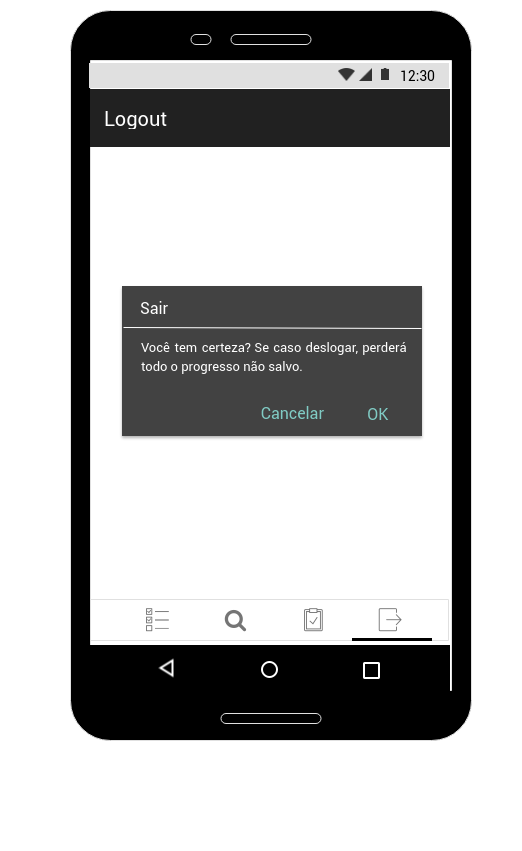 12:30
Logout
Sair
Você tem certeza? Se caso deslogar, perderá
todo o progresso não salvo.
Cancelar OK